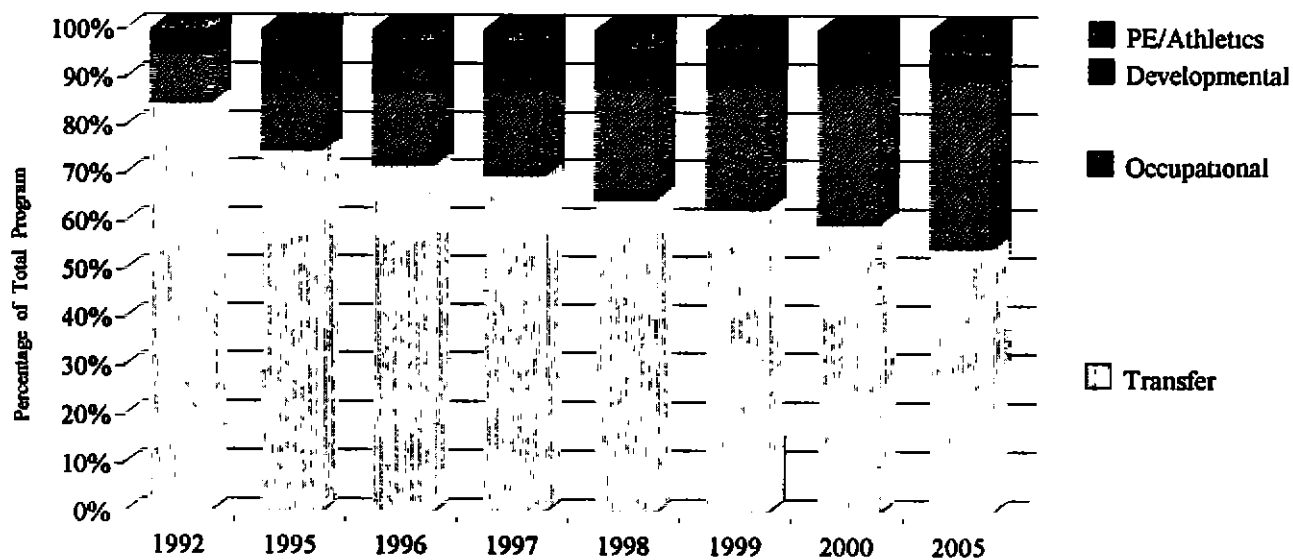 100%
90%
80%
70%
60%
50%
40%
30%
20%
10%
0%
Percentage of Total Program
1992 1995 1996 1997 1998 1999 2000 2005
PE/Athletics
Developmental
Occupational
Transfer